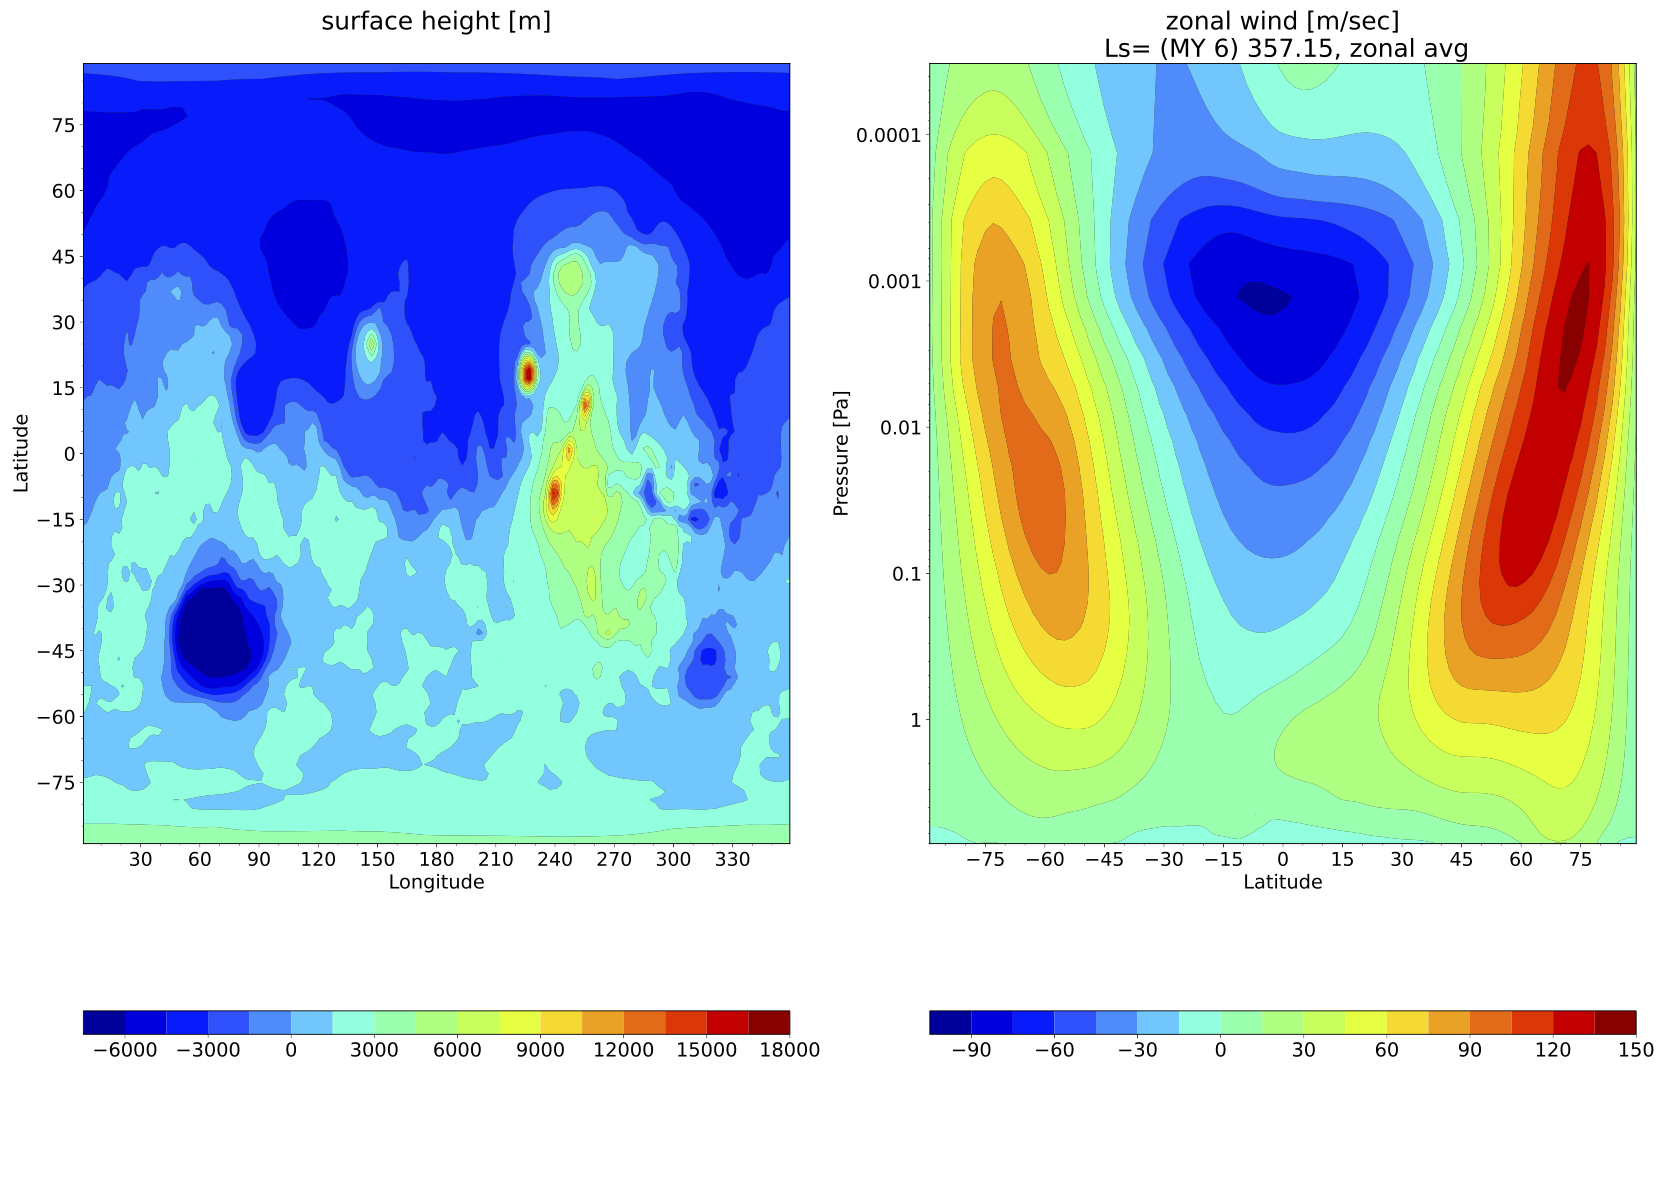 surface height [m]
zonal wind [m/sec]
Ls= (MY 6) 357.15, zonal avg
Latitude
75
60
45
30
15
0
−15
−30
−45
−60
−75
30 60 90 120 150 180 210 240 270 300 330
Longitude
−6000 −3000 0 3000 6000 9000 12000 15000 18000
Pressure [Pa]
0.0001
0.001
0.01
0.1
1
−75 −60 −45 −30 −15 0 15 30 45 60 75
Latitude
−90 −60 −30 0 30 60 90 120 150